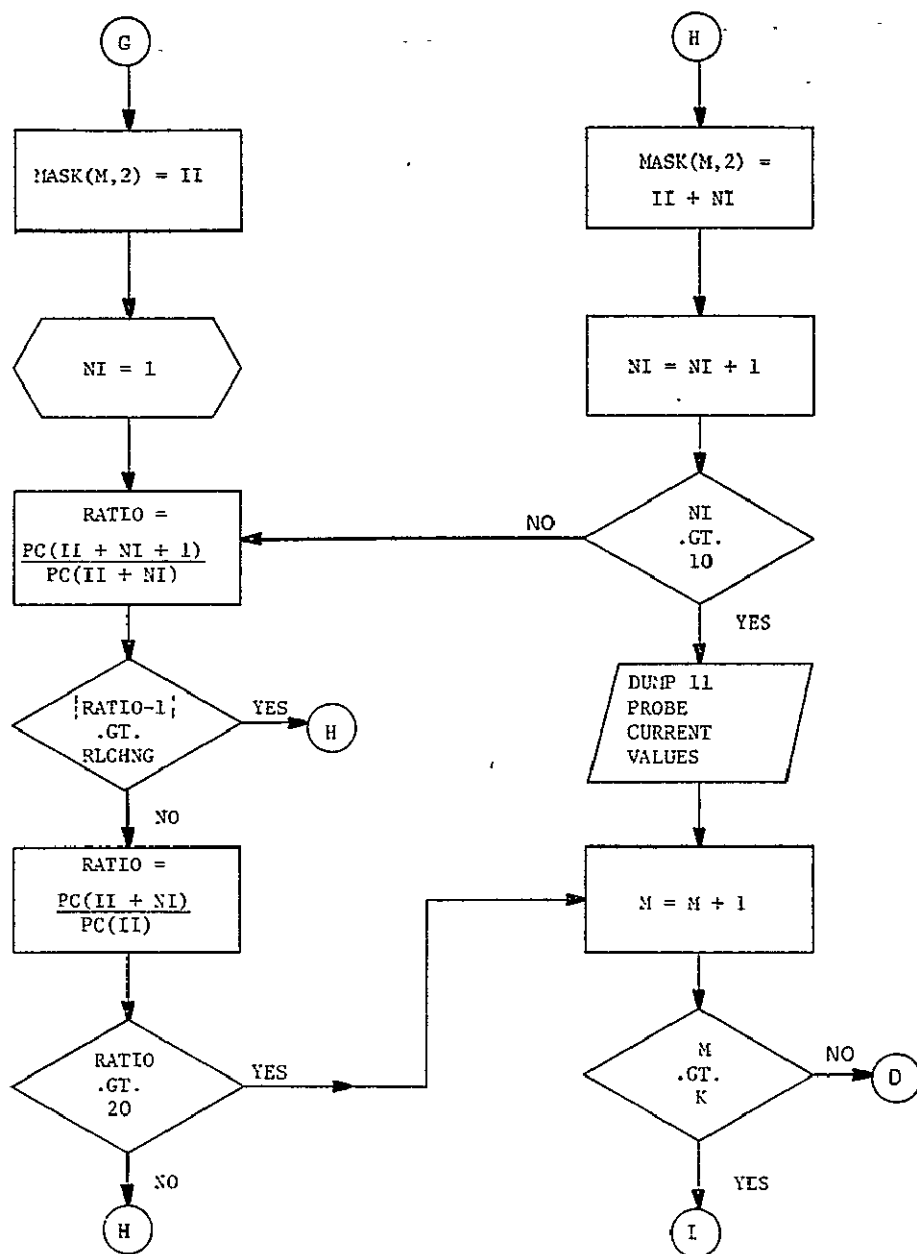 G
MASK(M,2) = II
NI = 1
RATIO =
PC(II + NI + 1)
PC(II + NI)
|RATIO-1|
.GT.
RLCHNG
YES
H
NO
RATIO =
PC(II + NI)
PC(II)
RATIO
.GT.
20
YES
NO
H
H
MASK(M,2) =
II + NI
NI = NI + 1
NI
.GT.
10
NO
YES
DUMP 11
PROBE
CURRENT
VALUES
M = M + 1
M
.GT.
K
NO
D
YES
I